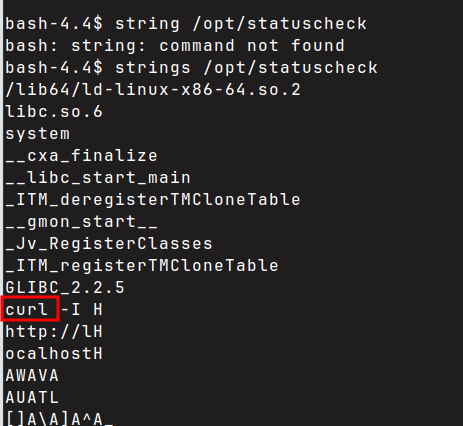 bash-4.4$ string /opt/statuscheck
bash: string: command not found
bash-4.4$ strings /opt/statuscheck
/lib64/ld-linux-x86-64.so.2
libc.so.6
system
__cxa_finalize
__libc_start_main
_ITM_deregisterTMCloneTable
__gmon_start__
_Jv_RegisterClasses
_ITM_registerTMCloneTable
GLIBC_2.2.5
curl -I H
http://lH
ocalhostH
AWAVA
AUATL
[]A\A]A^A_